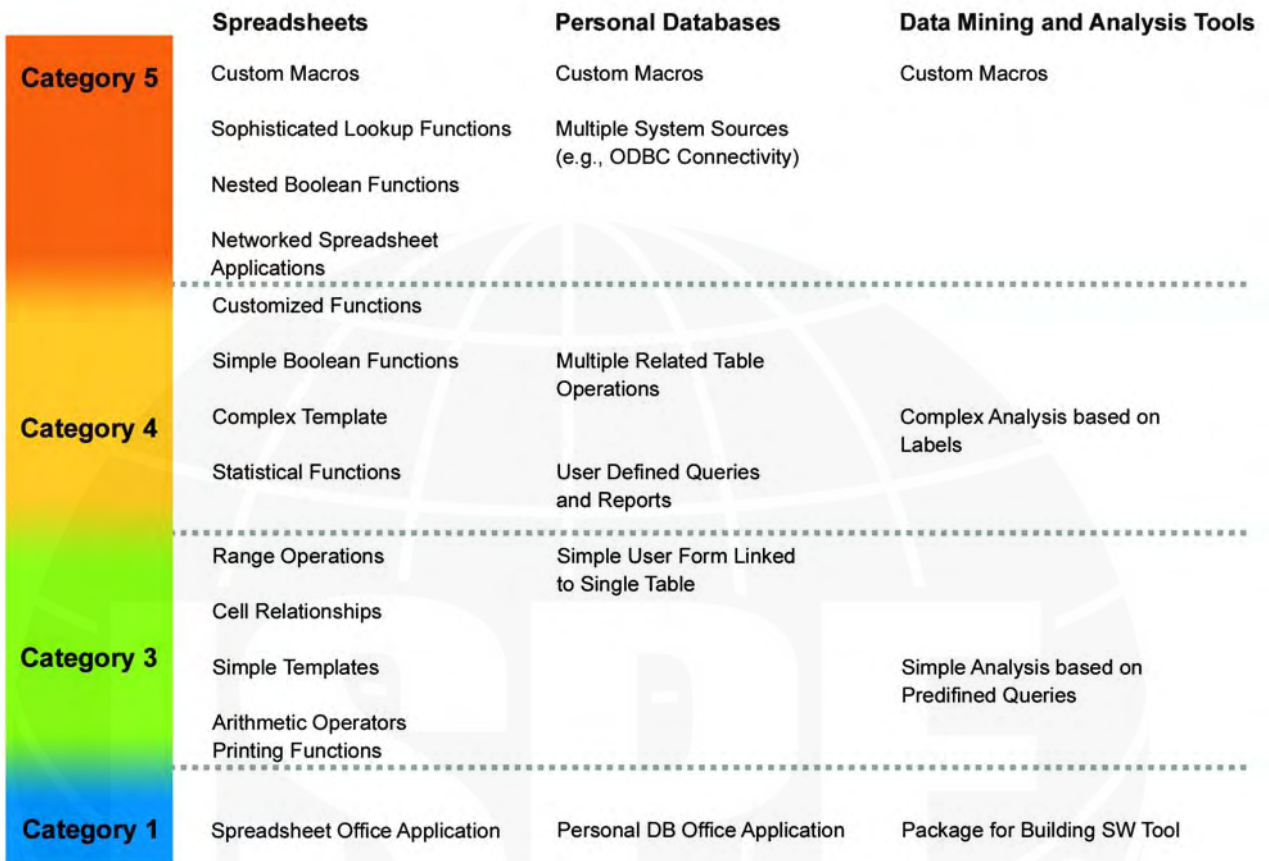 Spreadsheets Personal Databases Data Mining and Analysis Tools
Category 5 Custom Macros Custom Macros Custom Macros
Sophisticated Lookup Functions Multiple System Sources
(e.g., ODBC Connectivity)
Nested Boolean Functions
Networked Spreadsheet
Applications
Customized Functions
Simple Boolean Functions Multiple Related Table
Operations
Category 4 Complex Template Complex Analysis based on
Labels
Statistical Functions User Defined Queries
and Reports
Range Operations Simple User Form Linked
to Single Table
Cell Relationships
Category 3 Simple Templates Simple Analysis based on
Predifined Queries
Arithmetic Operators
Printing Functions
Category 1 Spreadsheet Office Application Personal DB Office Application Package for Building SW Tool
ISPE